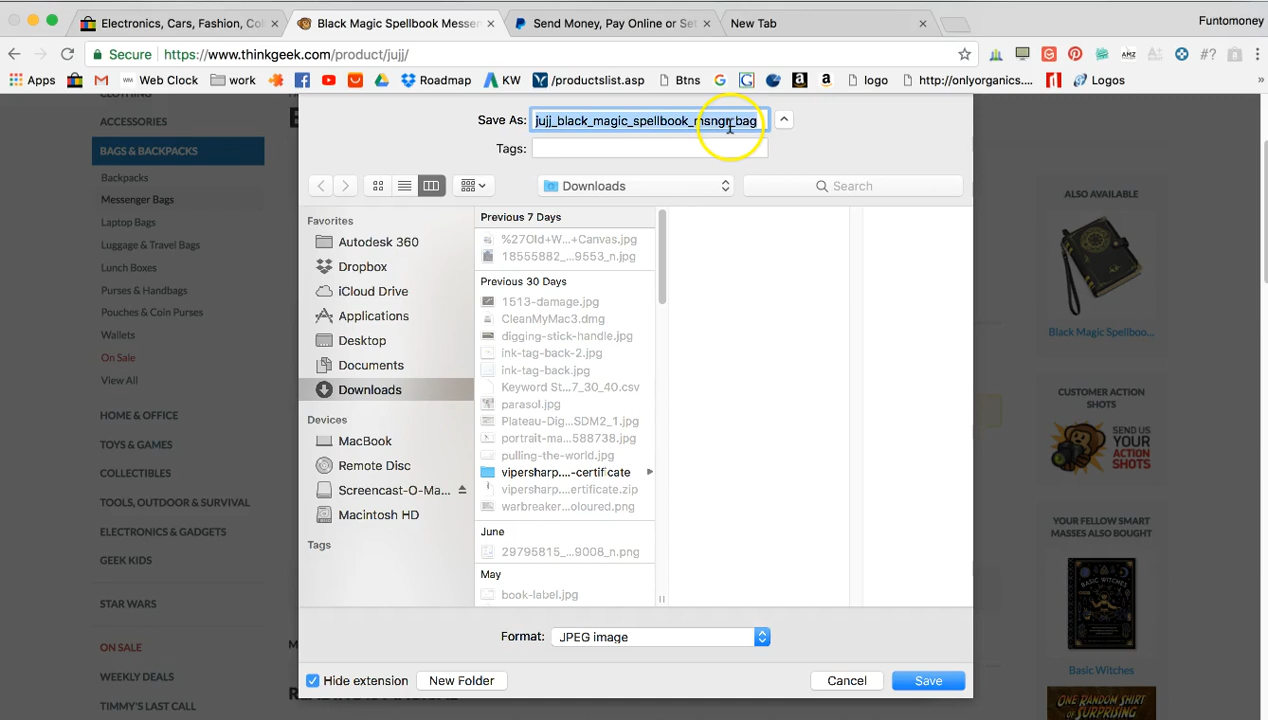 Electronics, Cars, Fashion, Col
Black Magic Spellbook Messen
Send Money, Pay Online or Set
New Tab
Funtomoney
Secure
https://www.thinkgeek.com/product/jujj/
Apps
work
Web Clock
Roadmap
KW
/productslist.asp
Btns
logo
http://onlyorganics.
Logos
CLOTHING
BAGS & BACKPACKS
Backpacks
Messenger Bags
Laptop Bags
Luggage & Travel Bags
Lunch Boxes
Purses & Handbags
Pouches & Coin Purses
Wallets
On Sale
View All
HOME & OFFICE
TOYS & GAMES
COLLECTIBLES
TOOLS, OUTDOOR & SURVIVAL
ELECTRONICS & GADGETS
GEEK KIDS
STAR WARS
ON SALE
WEEKLY DEALS
TIMMY'S LAST CALL
Save As:
jujj_black_magic_spellbook_msngr_bag
Tags:
Downloads
Search
Favorites
Autodesk 360
Dropbox
iCloud Drive
Applications
Desktop
Documents
Downloads
Devices
MacBook
Remote Disc
Screencast-O-Ma...
Macintosh HD
Tags
Previous 7 Days
%27Old+W...+Canvas.jpg
18555882_...9553_n.jpg
Previous 30 Days
1513-damage.jpg
CleanMyMac3.dmg
digging-stick-handle.jpg
ink-tag-back-2.jpg
ink-tag-back.jpg
Keyword St...7_30_40.csv
parasol.jpg
Plateau-Dig...SDM2_1.jpg
portrait-ma...588738.jpg
pulling-the-world.jpg
vipersharp....-certificate
vipersharp....ertificate.zip
warbreaker...oloured.png
June
29795815_...9008_n.png
May
book-label.jpg
Format:
JPEG image
Hide extension
New Folder
Cancel
Save
ALSO AVAILABLE
Black Magic Spellboo...
CUSTOMER ACTION
SHOTS
SEND US
YOUR
ACTION
SHOTS
YOUR FELLOW SMART
MASSES ALSO BOUGHT
BASIC WITCHES
Basic Witches
ONE RANDOM SHIRT
OF SURPRISING